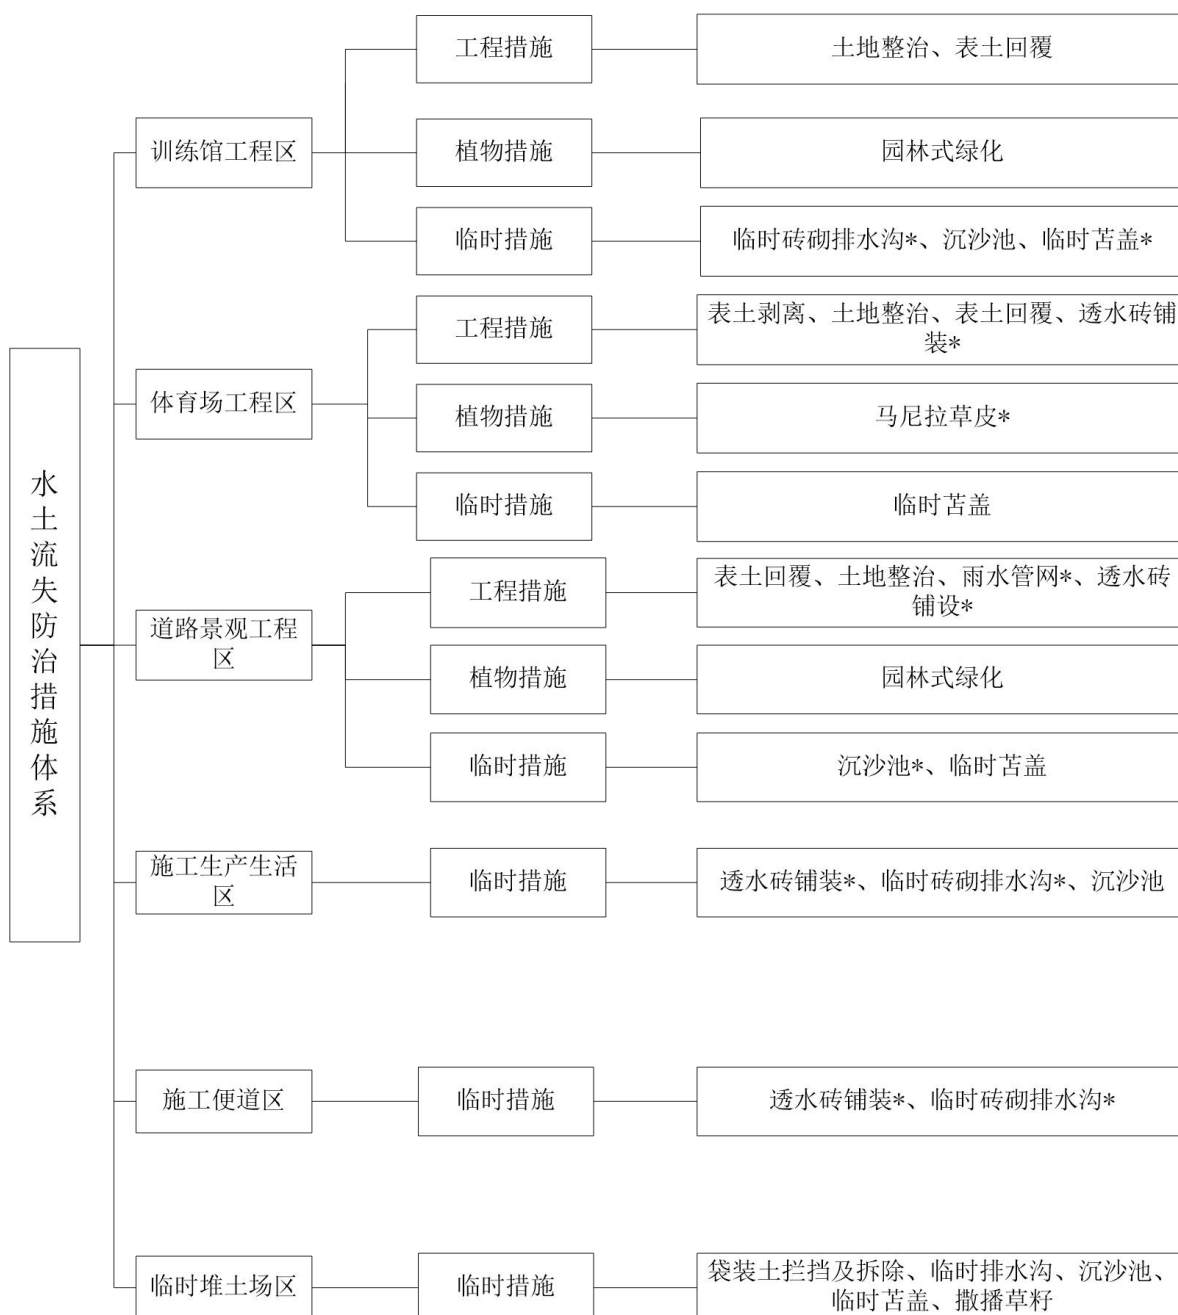 水土流失防治措施体系
训练馆工程区
工程措施
土地整治、表土回覆
植物措施
园林式绿化
临时措施
临时砖砌排水沟*、沉沙池、临时苫盖*
体育场工程区
工程措施
表土剥离、土地整治、表土回覆、透水砖铺
装*
植物措施
马尼拉草皮*
临时措施
临时苫盖
道路景观工程
区
工程措施
表土回覆、土地整治、雨水管网*、透水砖
铺设*
植物措施
园林式绿化
临时措施
沉沙池*、临时苫盖
施工生产生活
区
临时措施
透水砖铺装*、临时砖砌排水沟*、沉沙池
施工便道区
临时措施
透水砖铺装*、临时砖砌排水沟*
临时堆土场区
临时措施
袋装土拦挡及拆除、临时排水沟、沉沙池、
临时苫盖、撒播草籽